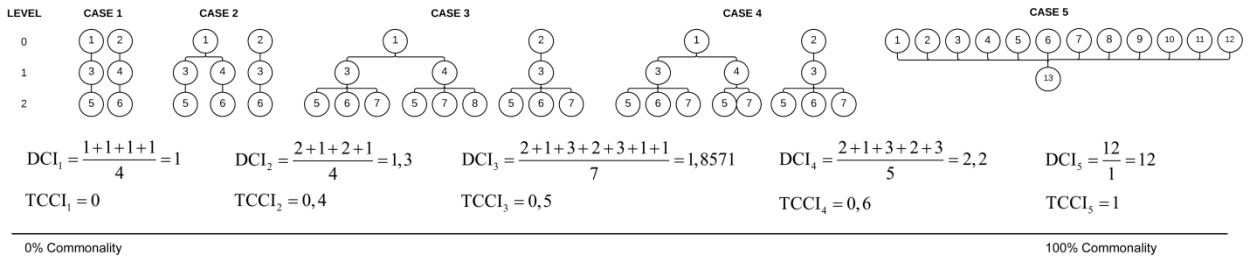 LEVEL CASE 1 CASE 2 CASE 3 CASE 4 CASE 5
0 1 2 1 2 1 2 1 2 1 2 3 4 5 6 7 8 9 10 11 12
1 3 4 3 4 3 3 4 3 3 4 3 13
2 5 6 5 6 6 5 6 7 5 7 8 5 6 7 5 6 7 5 7 5 6 7
DCI₁ = (1+1+1+1)/4 = 1 DCI₂ = (2+1+2+1)/4 = 1,3 DCI₃ = (2+1+3+2+3+1+1)/7 = 1,8571 DCI₄ = (2+1+3+2+3)/5 = 2,2 DCI₅ = 12/1 = 12
TCCI₁ = 0 TCCI₂ = 0,4 TCCI₃ = 0,5 TCCI₄ = 0,6 TCCI₅ = 1
0% Commonality 100% Commonality